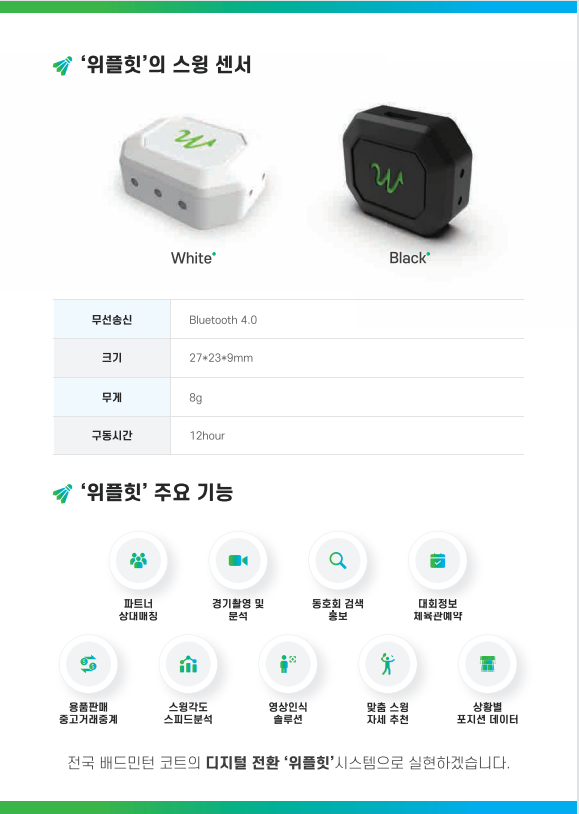 ‘위플힛’의 스윙 센서
White
Black
무선송신 Bluetooth 4.0
크기 27*23*9mm
무게 8g
구동시간 12hour
‘위플힛’ 주요 기능
파트너
상대매칭
경기촬영 및
분석
동호회 검색
홍보
대회정보
체육관예약
용품판매
중고거래중계
스윙각도
스피드분석
영상인식
솔루션
맞춤 스윙
자세 추천
상황별
포지션 데이터
전국 배드민턴 코트의 디지털 전환 ‘위플힛’시스템으로 실현하겠습니다.